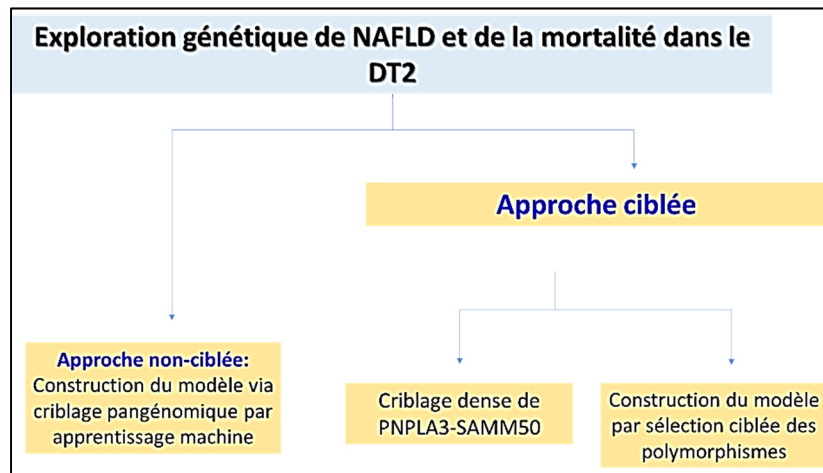 Exploration génétique de NAFLD et de la mortalité dans le
DT2
Approche ciblée
Approche non-ciblée:
Construction du modèle via
criblage pangénomique par
apprentissage machine
Criblage dense de
PNPLA3-SAMM50
Construction du modèle
par sélection ciblée des
polymorphismes